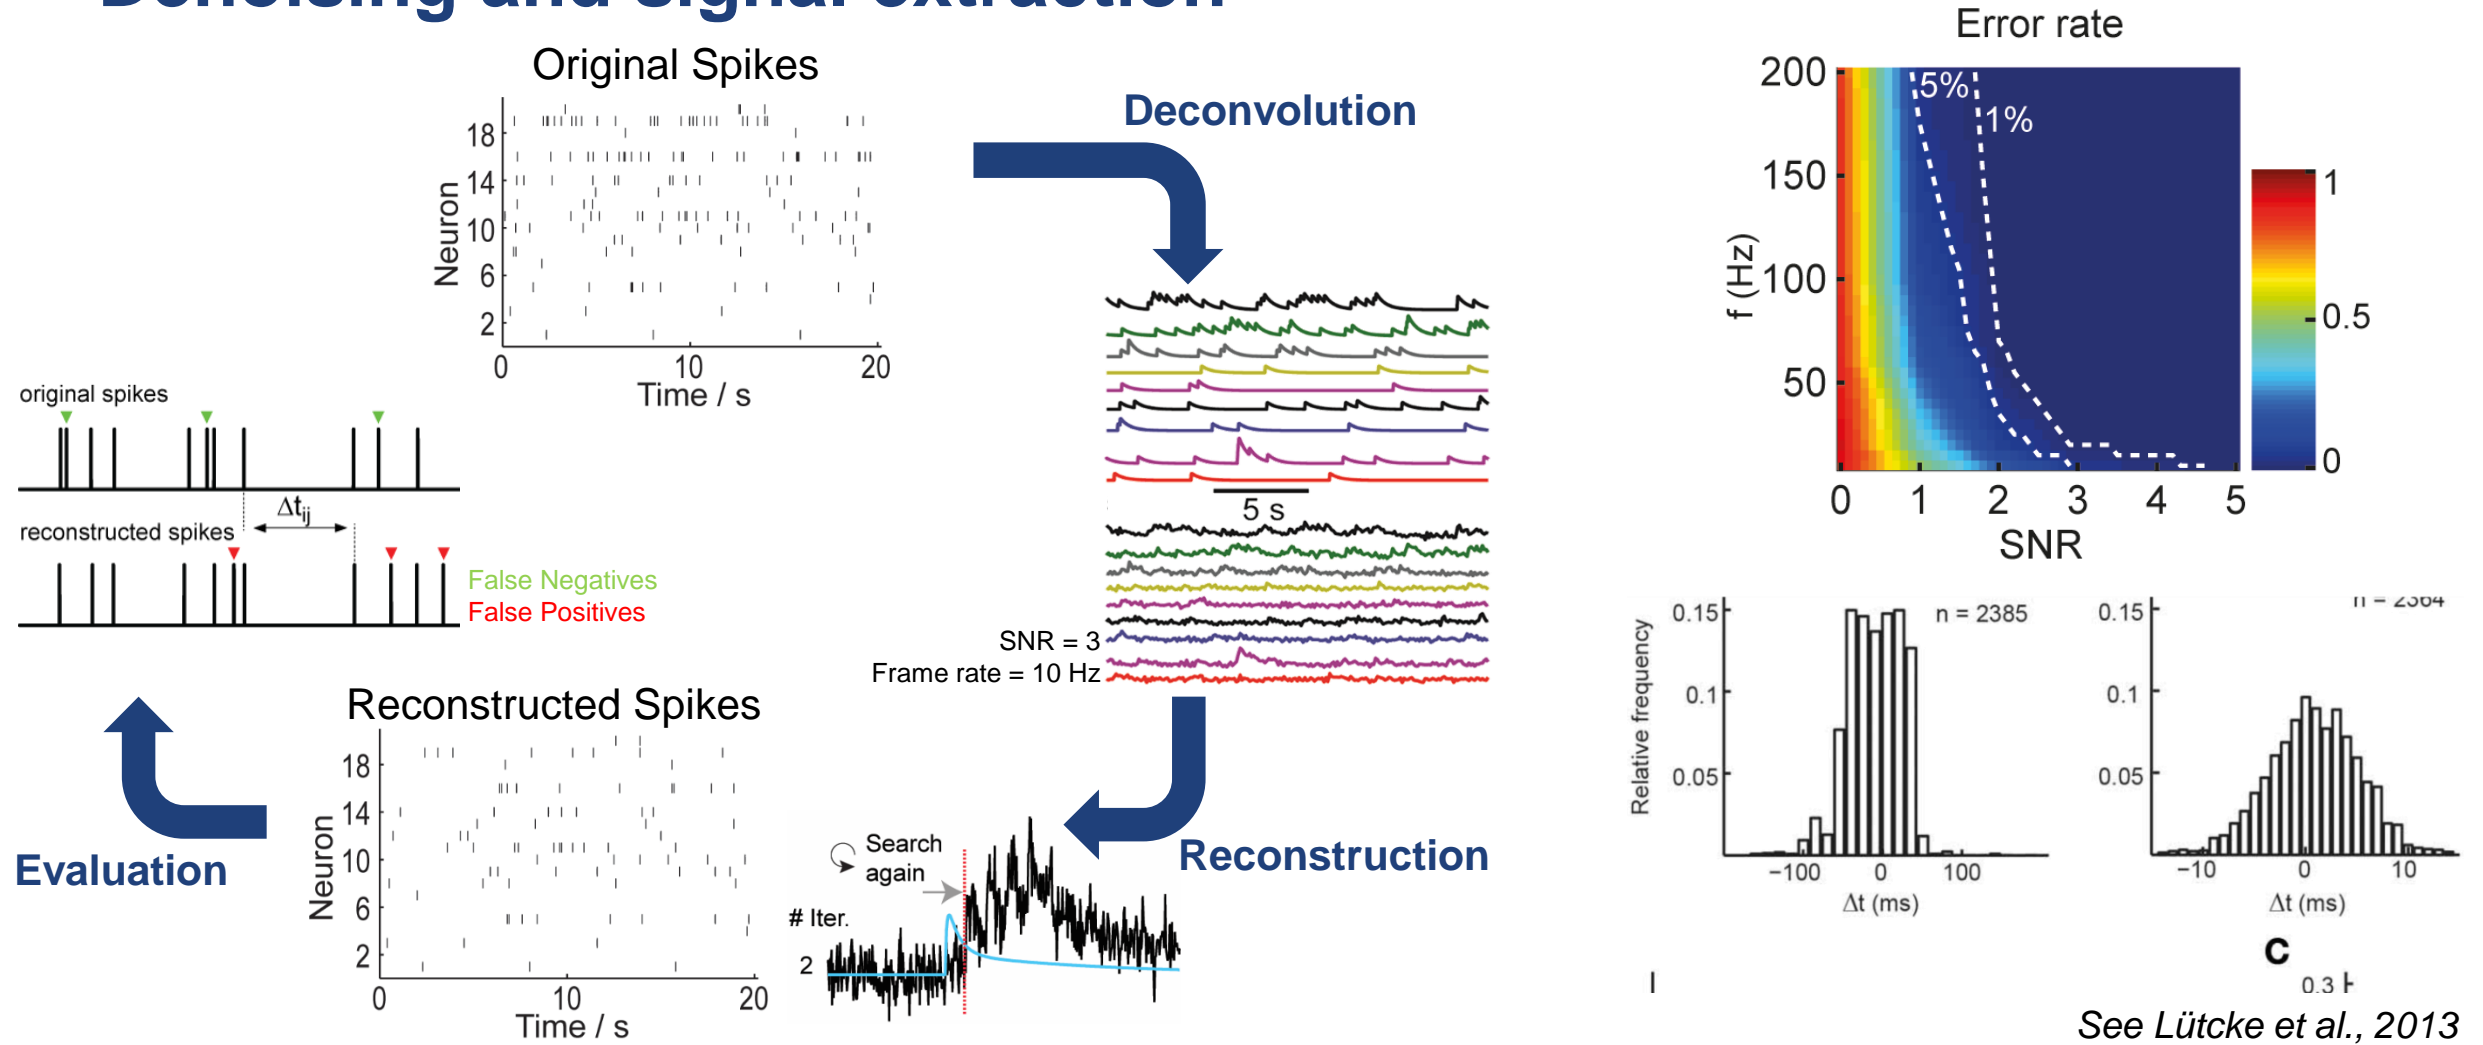 Denoising and signal extraction
Original Spikes
18
14
10
6
2
Neuron
0
10
20
Time / s
Deconvolution
5 s
SNR = 3
Frame rate = 10 Hz
original spikes
Δtij
reconstructed spikes
False Negatives
False Positives
Reconstructed Spikes
18
14
10
6
2
Neuron
0
10
20
Time / s
Evaluation
Search
again
# Iter.
2
Reconstruction
Error rate
200
150
100
50
f (Hz)
5%
1%
0
1
2
3
4
5
SNR
1
0.5
0
0.15
0.1
0.05
Relative frequency
n = 2385
−100
0
100
Δt (ms)
0.15
0.1
0.05
n = 2364
−10
0
10
Δt (ms)
C
0.3
See Lütcke et al., 2013